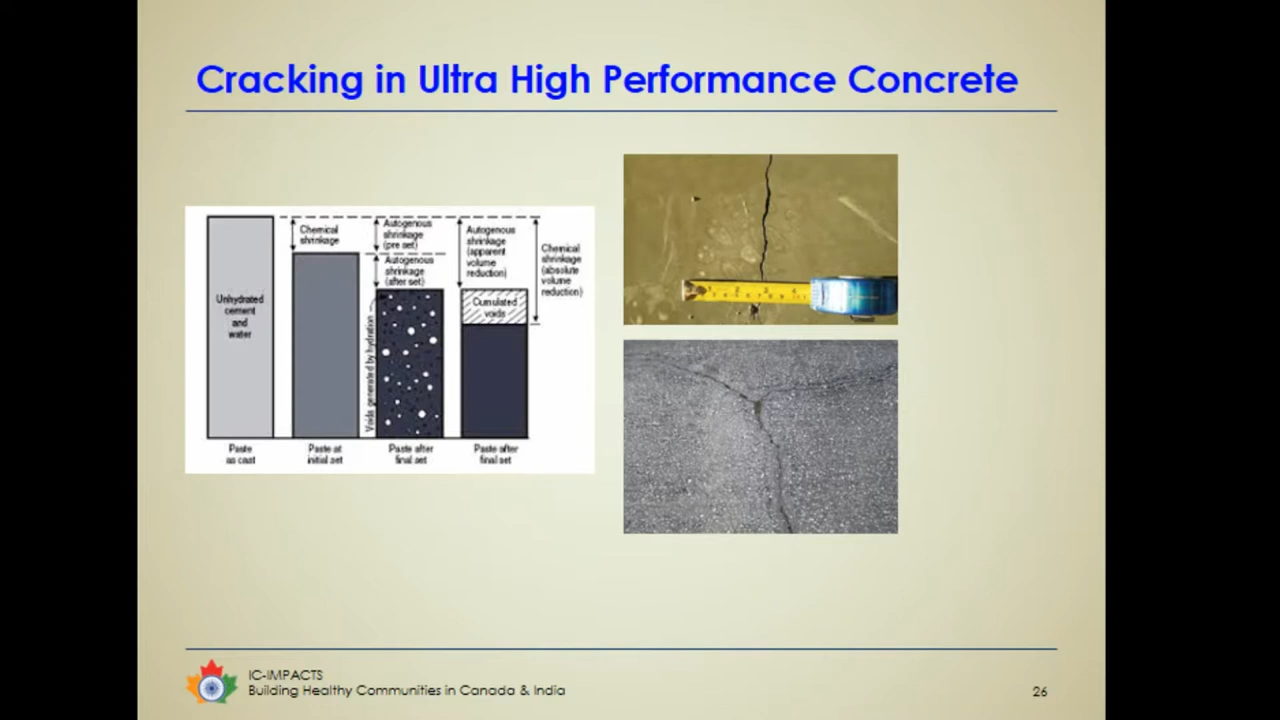 Cracking in Ultra High Performance Concrete
Unhydrated
cement
and
water
Chemical
shrinkage
Autogenous
shrinkage
(pre set)
Autogenous
shrinkage
(after set)
Voids generated by hydration
Autogenous
shrinkage
(apparent
volume
reduction)
Cumulated
voids
Chemical
shrinkage
(absolute
volume
reduction)
Paste
as cast
Paste at
initial set
Paste after
final set
Paste after
final set
IC-IMPACTS
Building Healthy Communities in Canada & India
26